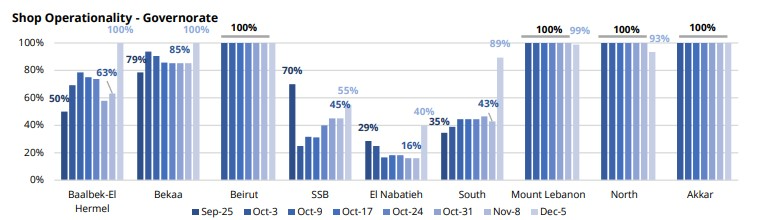 Shop Operationality - Governorate
100% 100% 100% 100% 99% 100% 93% 100%
100%
80%
60%
40%
20%
0%
50% 63% 79% 85% 70% 45% 55% 29% 16% 40% 35% 43% 89%
Baalbek-El Hermel Bekaa Beirut SSB El Nabatieh South Mount Lebanon North Akkar
Sep-25 Oct-3 Oct-9 Oct-17 Oct-24 Oct-31 Nov-8 Dec-5